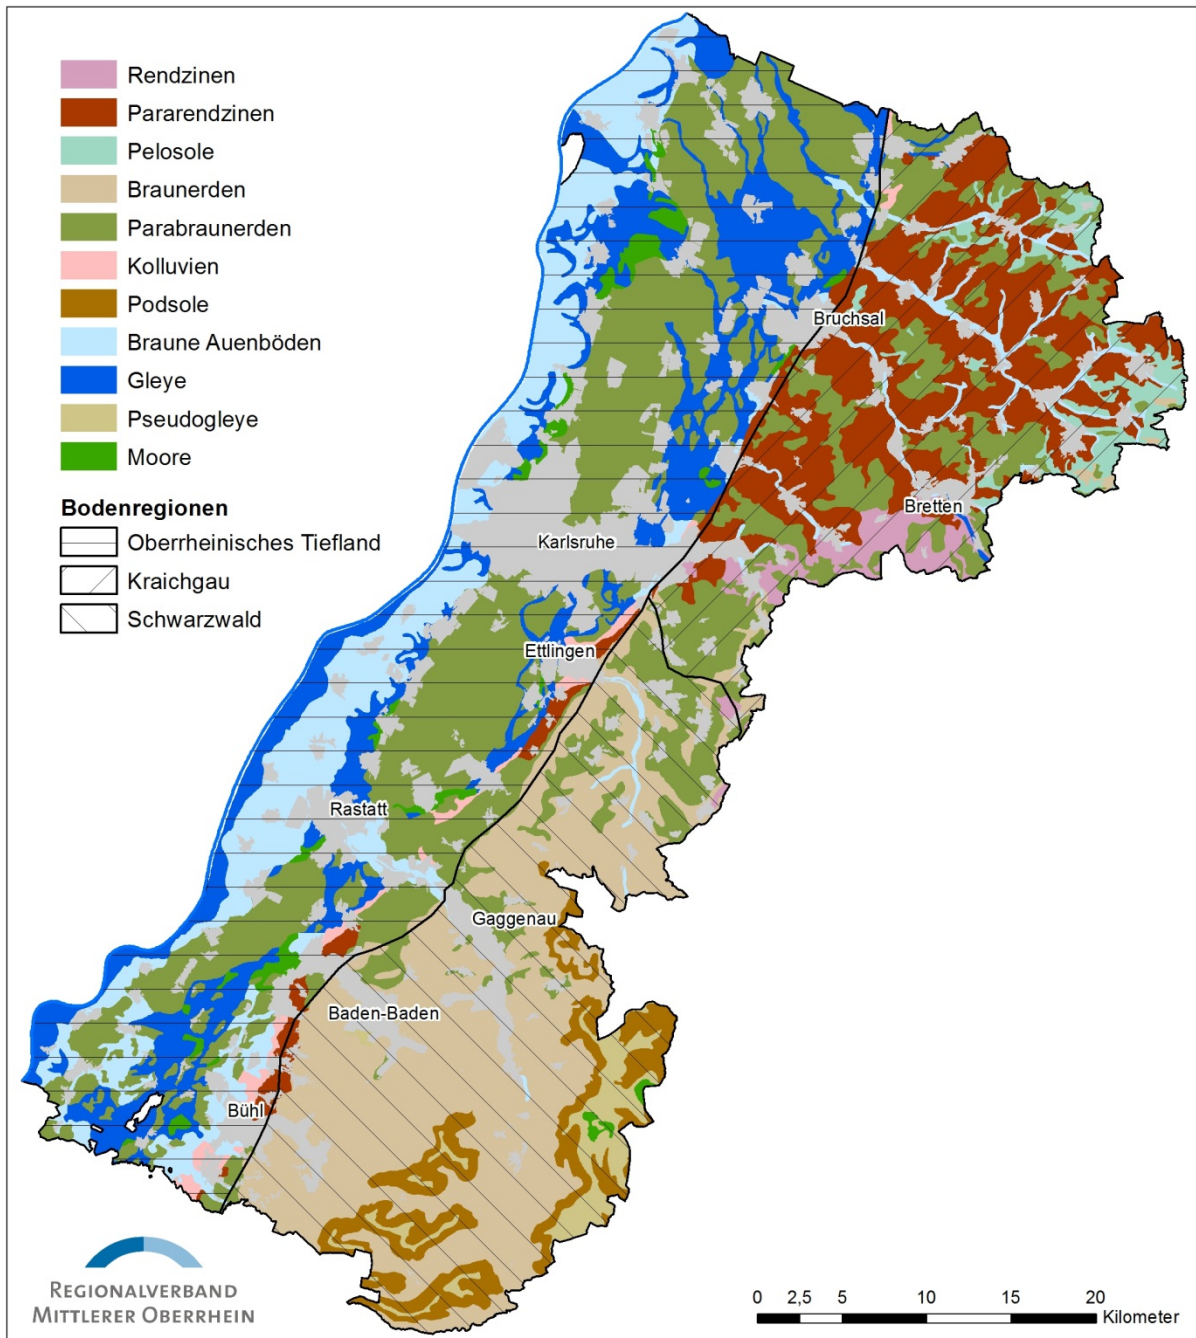 Rendzinen
Pararendzinen
Pelosole
Braunerden
Parabraunerden
Kolluvien
Podsole
Braune Auenböden
Gleye
Pseudogleye
Moore
Bodenregionen
Oberrheinisches Tiefland
Kraichgau
Schwarzwald
Bruchsal
Bretten
Karlsruhe
Ettlingen
Rastatt
Gaggenau
Baden-Baden
Bühl
REGIONALVERBAND
MITTLERER OBERRHEIN
0 2,5 5 10 15 20
Kilometer